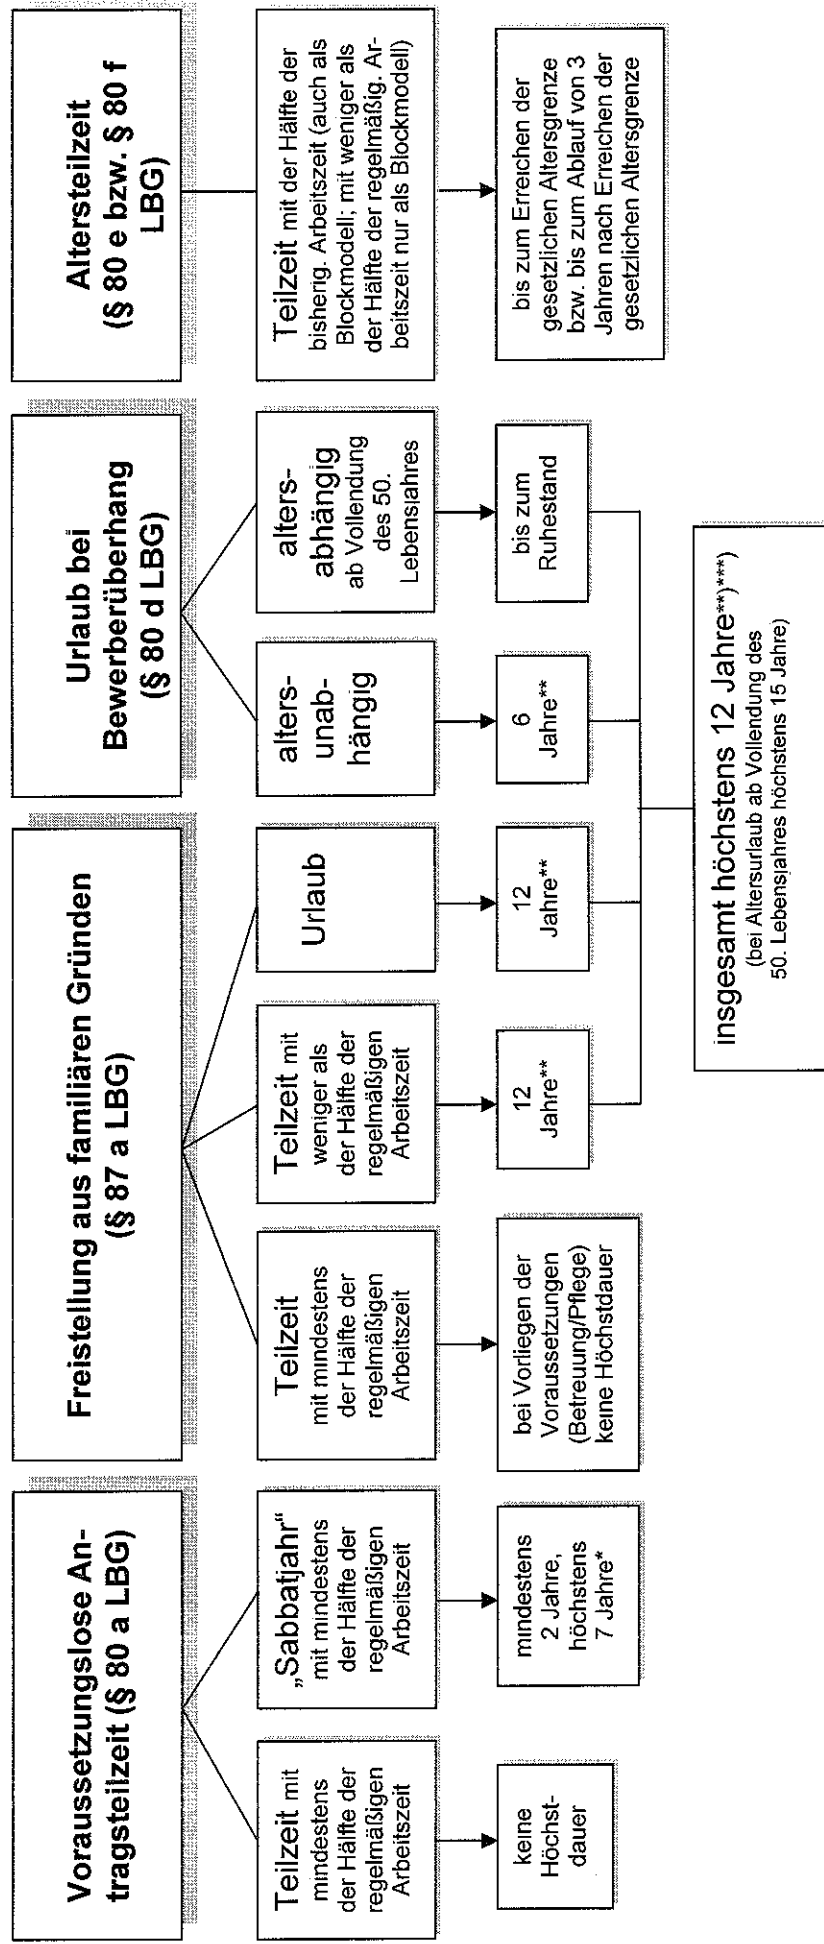 Voraussetzungslose An-
tragsteilzeit (§ 80 a LBG)
Teilzeit mit
mindestens
der Hälfte der
regelmäßigen
Arbeitszeit
keine
Höchst-
dauer
„Sabbatjahr“
mit mindestens
der Hälfte der
regelmäßigen
Arbeitszeit
mindestens
2 Jahre,
höchstens
7 Jahre*
Freistellung aus familiären Gründen
(§ 87 a LBG)
Teilzeit
mit mindestens
der Hälfte der
regelmäßigen
Arbeitszeit
bei Vorliegen der
Voraussetzungen
(Betreuung/Pflege)
keine Höchstdauer
Teilzeit mit
weniger als
der Hälfte der
regelmäßigen
Arbeitszeit
12
Jahre**
Urlaub
12
Jahre**
Urlaub bei
Bewerberüberhang
(§ 80 d LBG)
alters-
unab-
hängig
6
Jahre**
alters-
abhängig
ab Vollendung
des 50.
Lebensjahres
bis zum
Ruhestand
insgesamt höchstens 12 Jahre**)***)
(bei Altersurlaub ab Vollendung des
50. Lebensjahres höchstens 15 Jahre)
Altersteilzeit
(§ 80 e bzw. § 80 f
LBG)
Teilzeit mit der Hälfte der
bisherig. Arbeitszeit (auch als
Blockmodell; mit weniger als
der Hälfte der regelmäßig. Ar-
beitszeit nur als Blockmodell)
bis zum Erreichen der
gesetzlichen Altersgrenze
bzw. bis zum Ablauf von 3
Jahren nach Erreichen der
gesetzlichen Altersgrenze